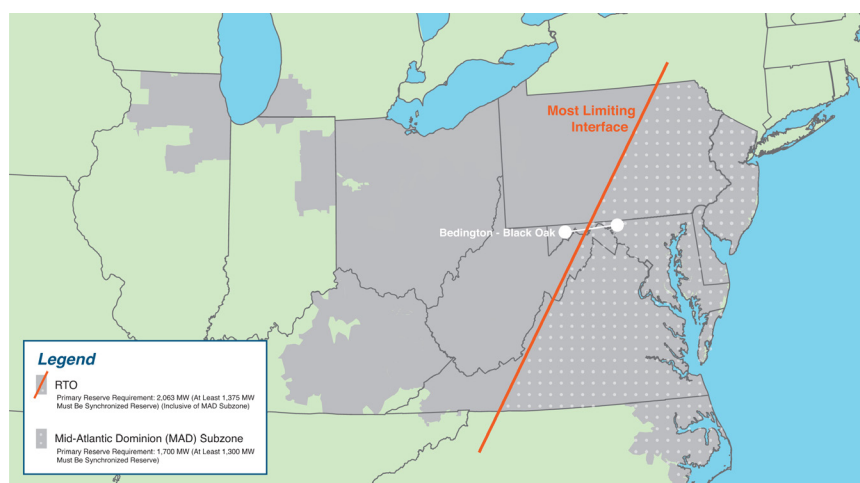 Most Limiting
Interface
Bedington - Black Oak
Legend
RTO
Primary Reserve Requirement: 2,063 MW (At Least 1,375 MW
Must Be Synchronized Reserve) (Inclusive of MAD Subzone)
Mid-Atlantic Dominion (MAD) Subzone
Primary Reserve Requirement: 1,700 MW (At Least 1,300 MW
Must Be Synchronized Reserve)